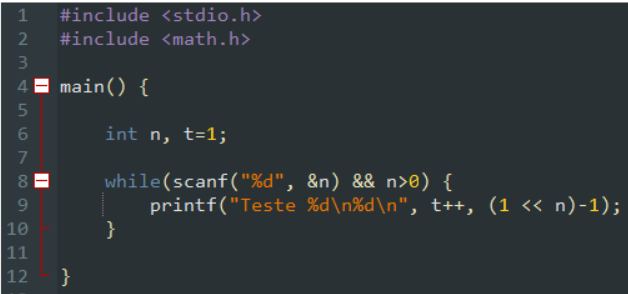 1 #include <stdio.h>
2 #include <math.h>
3
4 main() {
5
6 int n, t=1;
7
8 while(scanf("%d", &n) && n>0) {
9 printf("Teste %d\n%d\n", t++, (1 << n)-1);
10 }
11
12 }